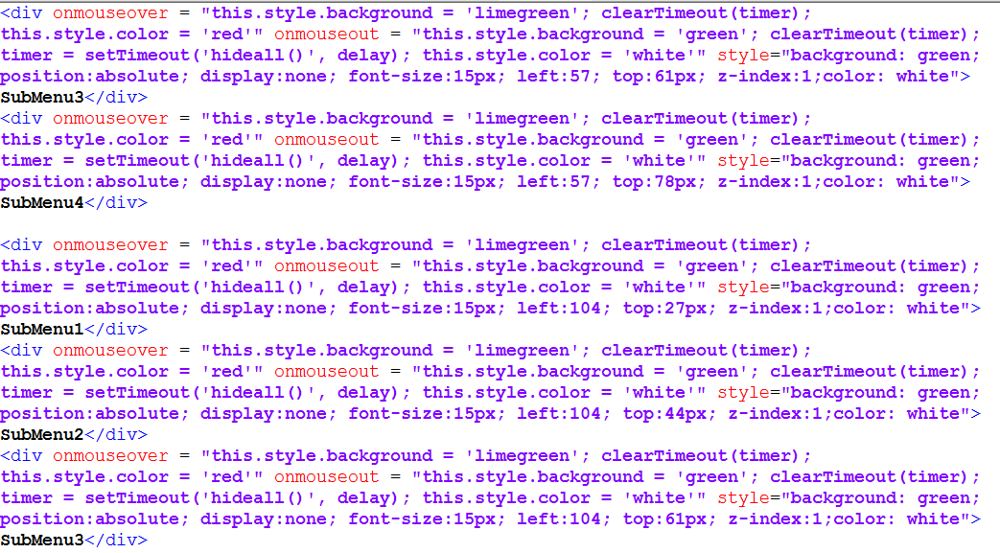 <div onmouseover = "this.style.background = 'limegreen'; clearTimeout(timer);
this.style.color = 'red'" onmouseout = "this.style.background = 'green'; clearTimeout(timer);
timer = setTimeout('hideall()', delay); this.style.color = 'white'" style="background: green;
position:absolute; display:none; font-size:15px; left:57; top:61px; z-index:1;color: white">
SubMenu3</div>
<div onmouseover = "this.style.background = 'limegreen'; clearTimeout(timer);
this.style.color = 'red'" onmouseout = "this.style.background = 'green'; clearTimeout(timer);
timer = setTimeout('hideall()', delay); this.style.color = 'white'" style="background: green;
position:absolute; display:none; font-size:15px; left:57; top:78px; z-index:1;color: white">
SubMenu4</div>
<div onmouseover = "this.style.background = 'limegreen'; clearTimeout(timer);
this.style.color = 'red'" onmouseout = "this.style.background = 'green'; clearTimeout(timer);
timer = setTimeout('hideall()', delay); this.style.color = 'white'" style="background: green;
position:absolute; display:none; font-size:15px; left:104; top:27px; z-index:1;color: white">
SubMenu1</div>
<div onmouseover = "this.style.background = 'limegreen'; clearTimeout(timer);
this.style.color = 'red'" onmouseout = "this.style.background = 'green'; clearTimeout(timer);
timer = setTimeout('hideall()', delay); this.style.color = 'white'" style="background: green;
position:absolute; display:none; font-size:15px; left:104; top:44px; z-index:1;color: white">
SubMenu2</div>
<div onmouseover = "this.style.background = 'limegreen'; clearTimeout(timer);
this.style.color = 'red'" onmouseout = "this.style.background = 'green'; clearTimeout(timer);
timer = setTimeout('hideall()', delay); this.style.color = 'white'" style="background: green;
position:absolute; display:none; font-size:15px; left:104; top:61px; z-index:1;color: white">
SubMenu3</div>